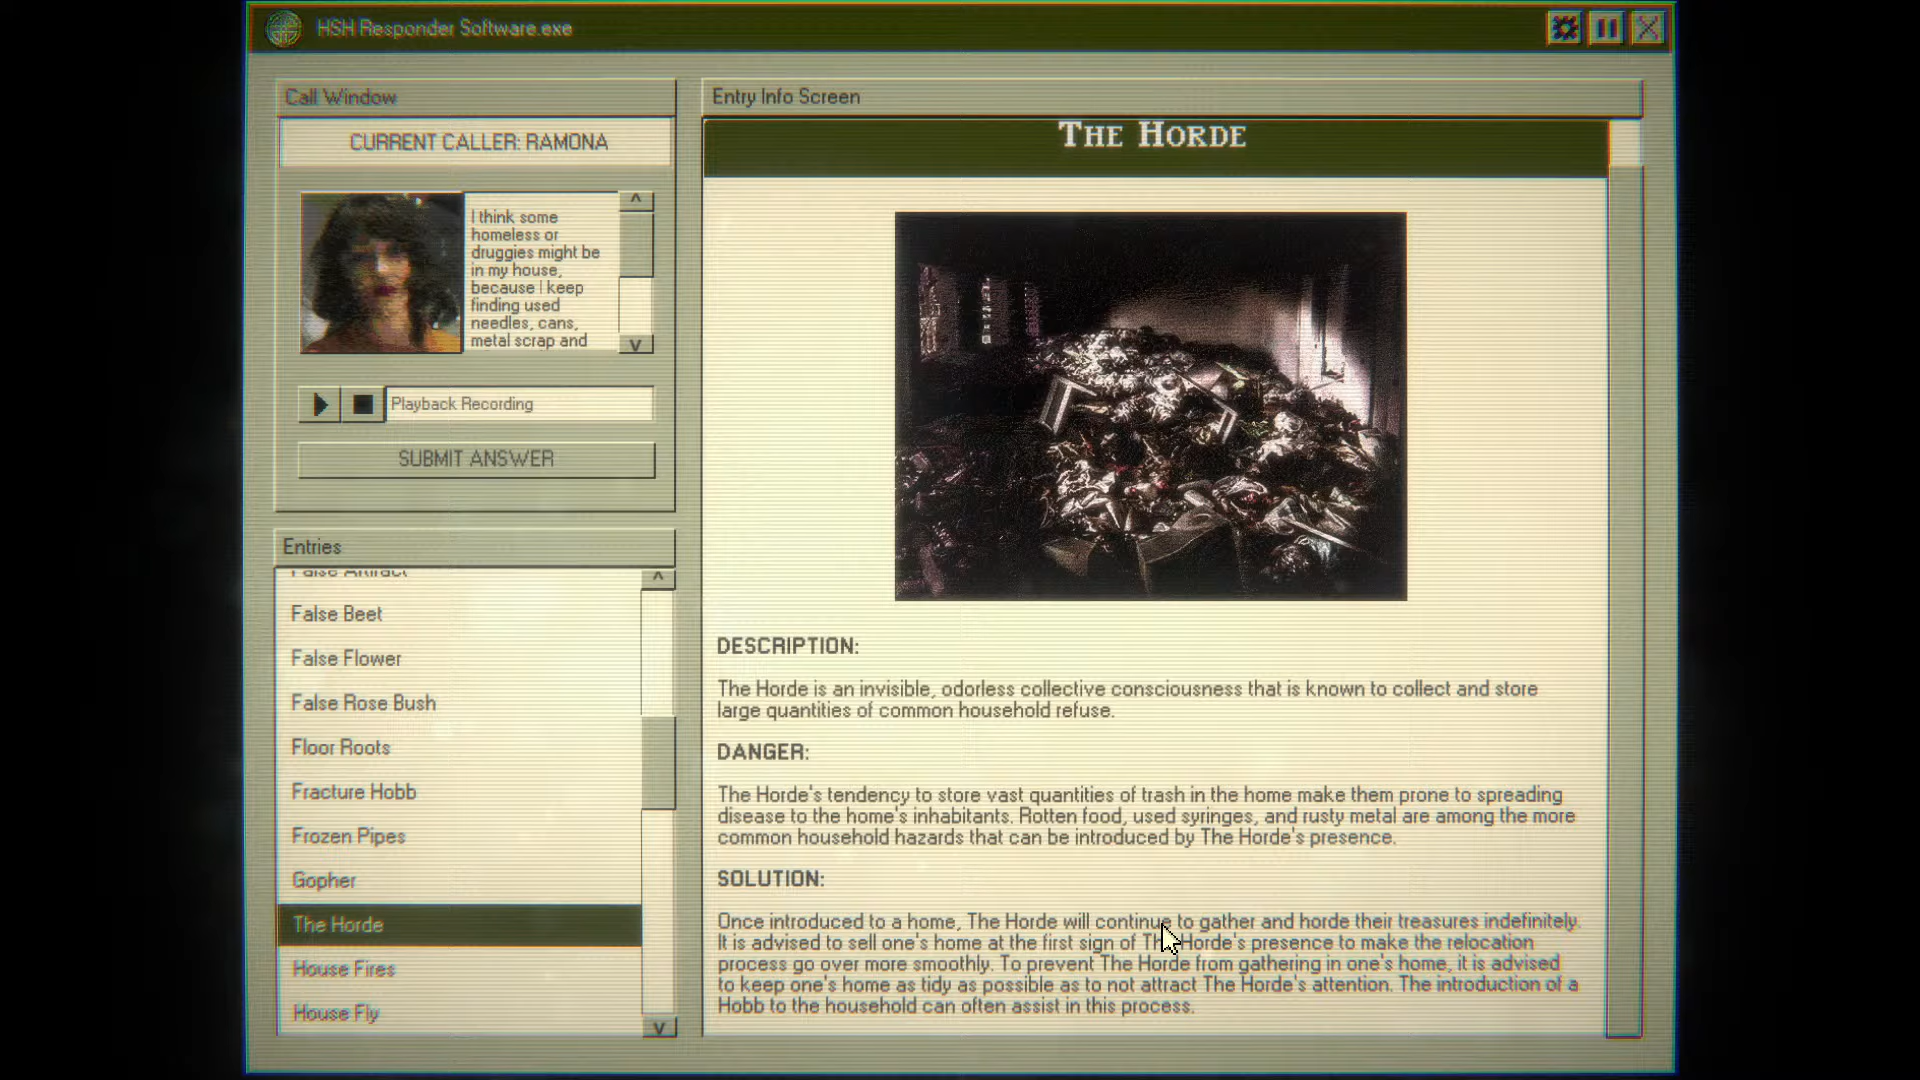 HSH Responder Software.exe
Call Window
CURRENT CALLER: RAMONA
I think some
homeless or
druggies might be
in my house,
because I keep
finding used
needles, cans,
metal scrap and
Playback Recording
SUBMIT ANSWER
Entries
False Artifact
False Beet
False Flower
False Rose Bush
Floor Roots
Fracture Hobb
Frozen Pipes
Gopher
The Horde
House Fires
House Fly
Entry Info Screen
THE HORDE
DESCRIPTION:
The Horde is an invisible, odorless collective consciousness that is known to collect and store
large quantities of common household refuse.
DANGER:
The Horde's tendency to store vast quantities of trash in the home make them prone to spreading
disease to the home's inhabitants. Rotten food, used syringes, and rusty metal are among the more
common household hazards that can be introduced by The Horde's presence.
SOLUTION:
Once introduced to a home, The Horde will continue to gather and horde their treasures indefinitely.
It is advised to sell one's home at the first sign of The Horde's presence to make the relocation
process go over more smoothly. To prevent The Horde from gathering in one's home, it is advised
to keep one's home as tidy as possible as to not attract The Horde's attention. The introduction of a
Hobb to the household can often assist in this process.